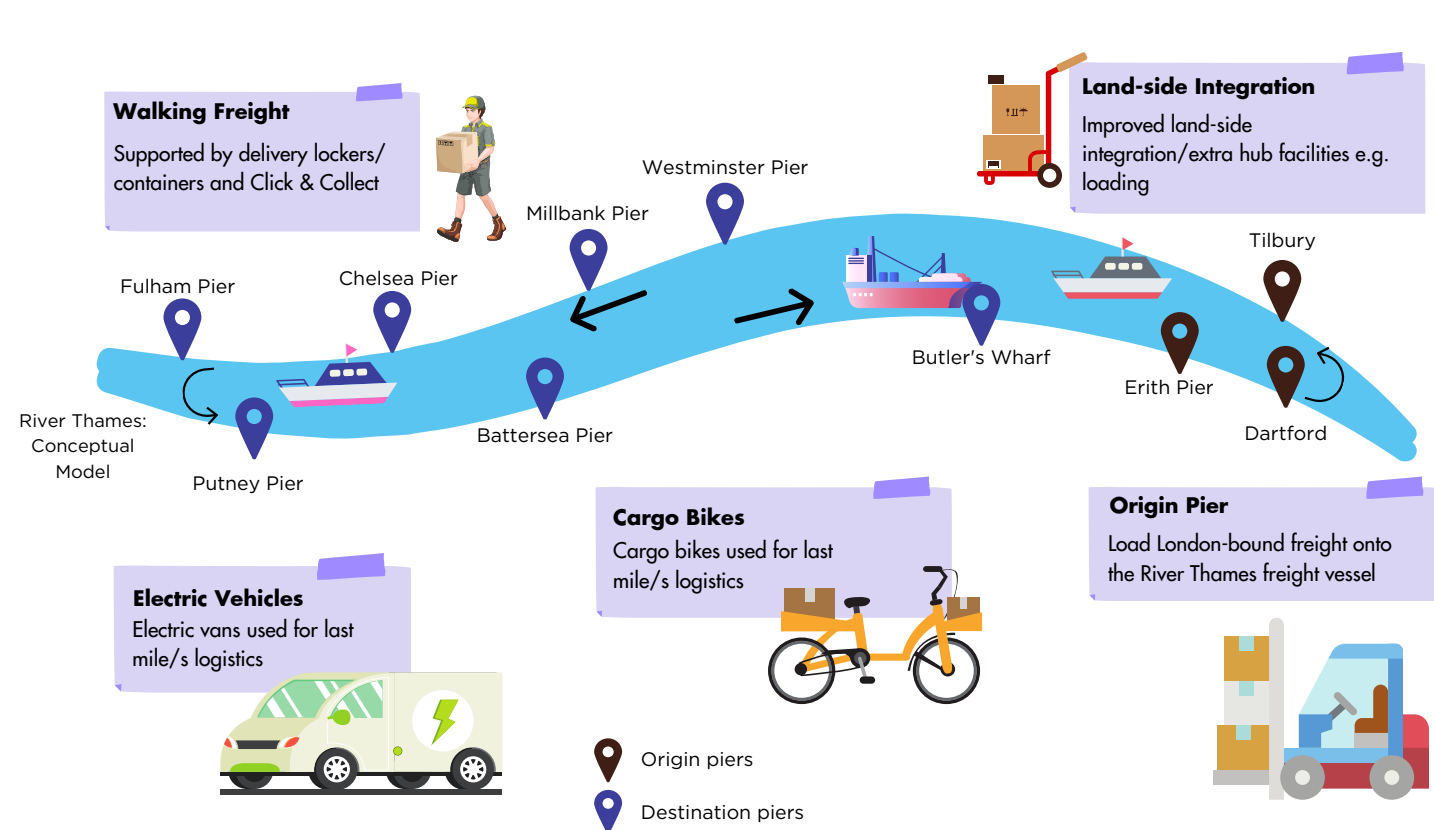 Walking Freight
Supported by delivery lockers/
containers and Click & Collect
Land-side Integration
Improved land-side
integration/extra hub facilities e.g.
loading
Westminster Pier
Millbank Pier
Tilbury
Chelsea Pier
Fulham Pier
Butler's Wharf
Erith Pier
River Thames:
Conceptual
Model
Battersea Pier
Dartford
Putney Pier
Cargo Bikes
Cargo bikes used for last
mile/s logistics
Origin Pier
Load London-bound freight onto
the River Thames freight vessel
Electric Vehicles
Electric vans used for last
mile/s logistics
Origin piers
Destination piers